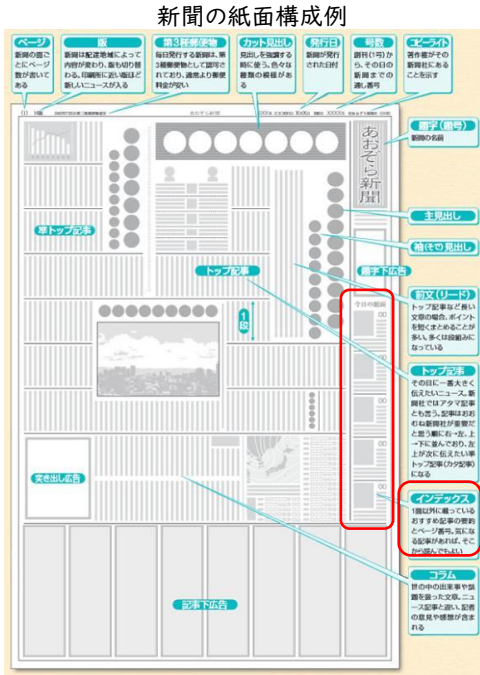 新聞の紙面構成例
ページ
新聞の面ご
とにページ
数が書いて
ある
版
新聞は配達地域によって
内容が変わり、版も切り替
わる。印刷所に近い版ほど
新しいニュースが入る
第3種郵便物
毎日発行する新聞は、第
3種郵便物として認可さ
れており、通常より郵便
料金が安い
カット見出し
見出しを強調する
時に使う。色々な
種類の模様があ
る
発行日
新聞が発行
された日付
号数
創刊(1号)か
らその日の
新聞までの
通し番号
コピーライト
著作権がその
新聞社にある
ことを示す
あおぞら新聞
題字(題号)
新聞の名前
主見出し
袖(そで)見出し
準トップ記事
トップ記事
題字下広告
前文(リード)
トップ記事など長い
文章の場合、ポイント
を短くまとめることが
多い。多くは段組みに
なっている
今日の紙面
1段
トップ記事
その日に一番大きく
伝えたいニュース。新
聞社ではアタマ記事
とも言う。記事はおお
むね新聞社が重要だ
と思う順に右→左、上
→下に並んでおり、左
上が次に伝えたい準
トップ記事(カタ記事)
になる
突き出し広告
インデックス
1面以外に載っている
おすすめ記事の要約
とページ番号。気にな
る記事があれば、そこ
から読んでもよい
コラム
世の中の出来事や話
題を扱った文章。ニュ
ース記事と違い、記者
の意見や感想が含ま
れる
記事下広告